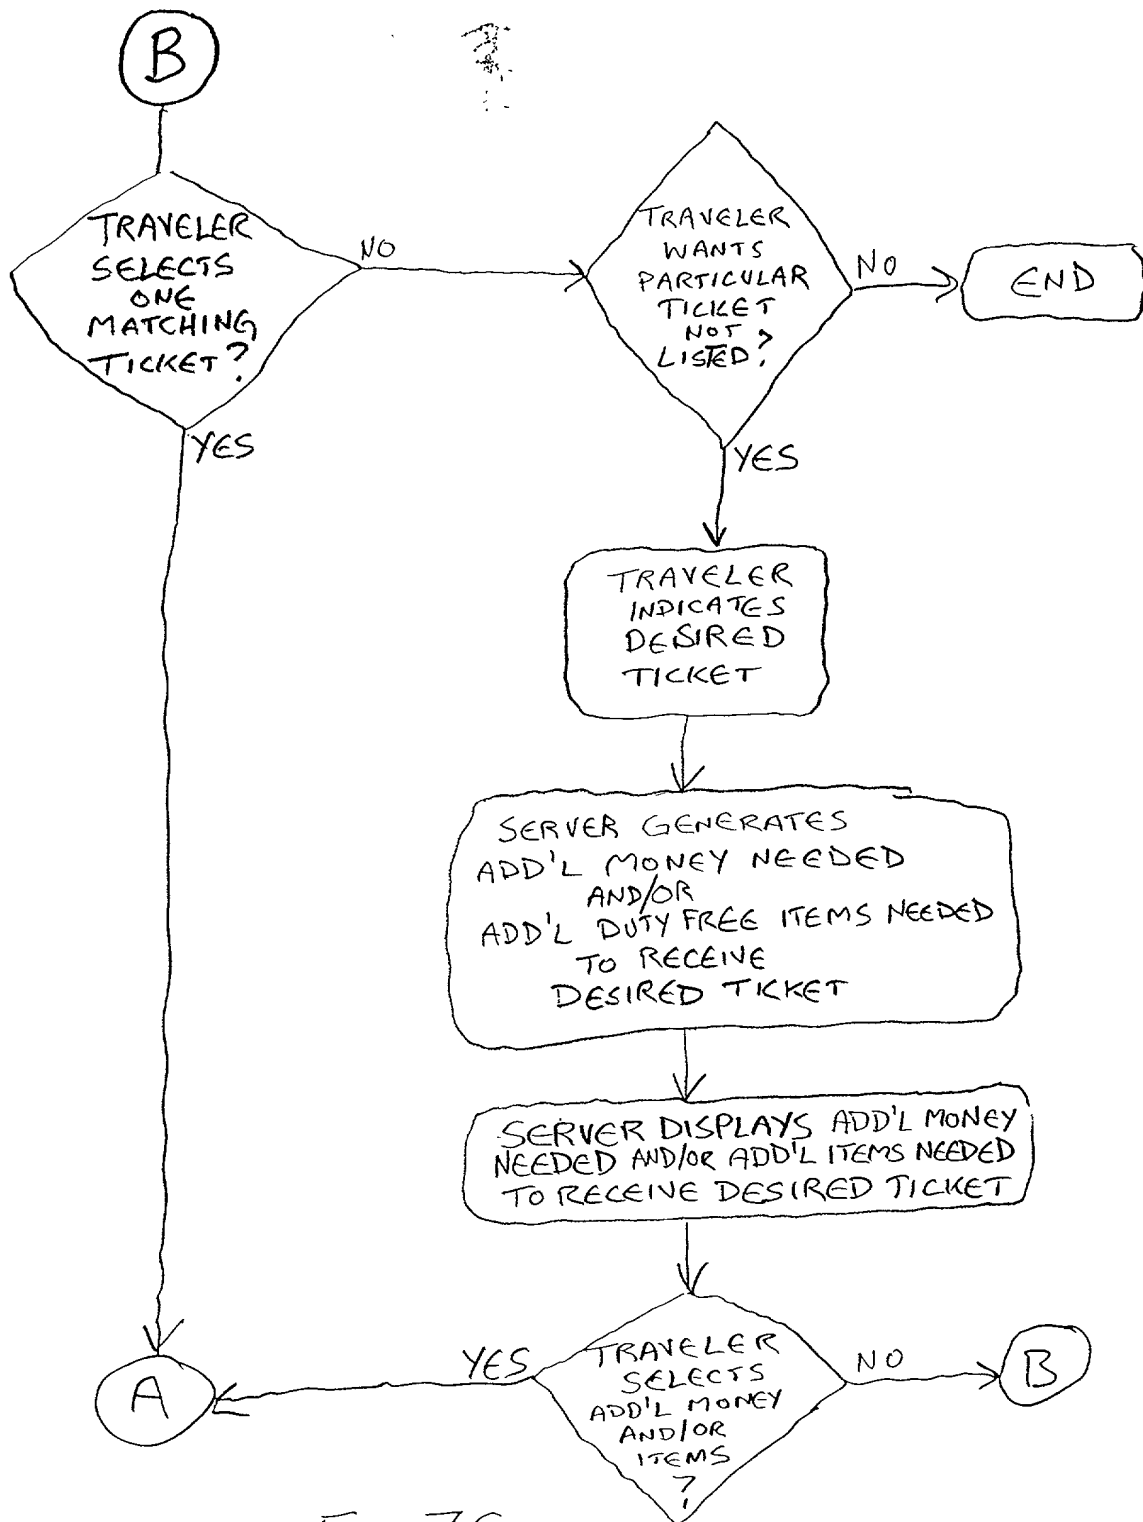 B
TRAVELER
SELECTS
ONE
MATCHING
TICKET?
NO
YES
TRAVELER
WANTS
PARTICULAR
TICKET
NOT
LISTED?
NO
END
YES
TRAVELER
INDICATES
DESIRED
TICKET
SERVER GENERATES
ADD'L MONEY NEEDED
AND/OR
ADD'L DUTY FREE ITEMS NEEDED
TO RECEIVE
DESIRED TICKET
SERVER DISPLAYS ADD'L MONEY
NEEDED AND/OR ADD'L ITEMS NEEDED
TO RECEIVE DESIRED TICKET
TRAVELER
SELECTS
ADD'L MONEY
AND/OR
ITEMS
?
YES
NO
A
B